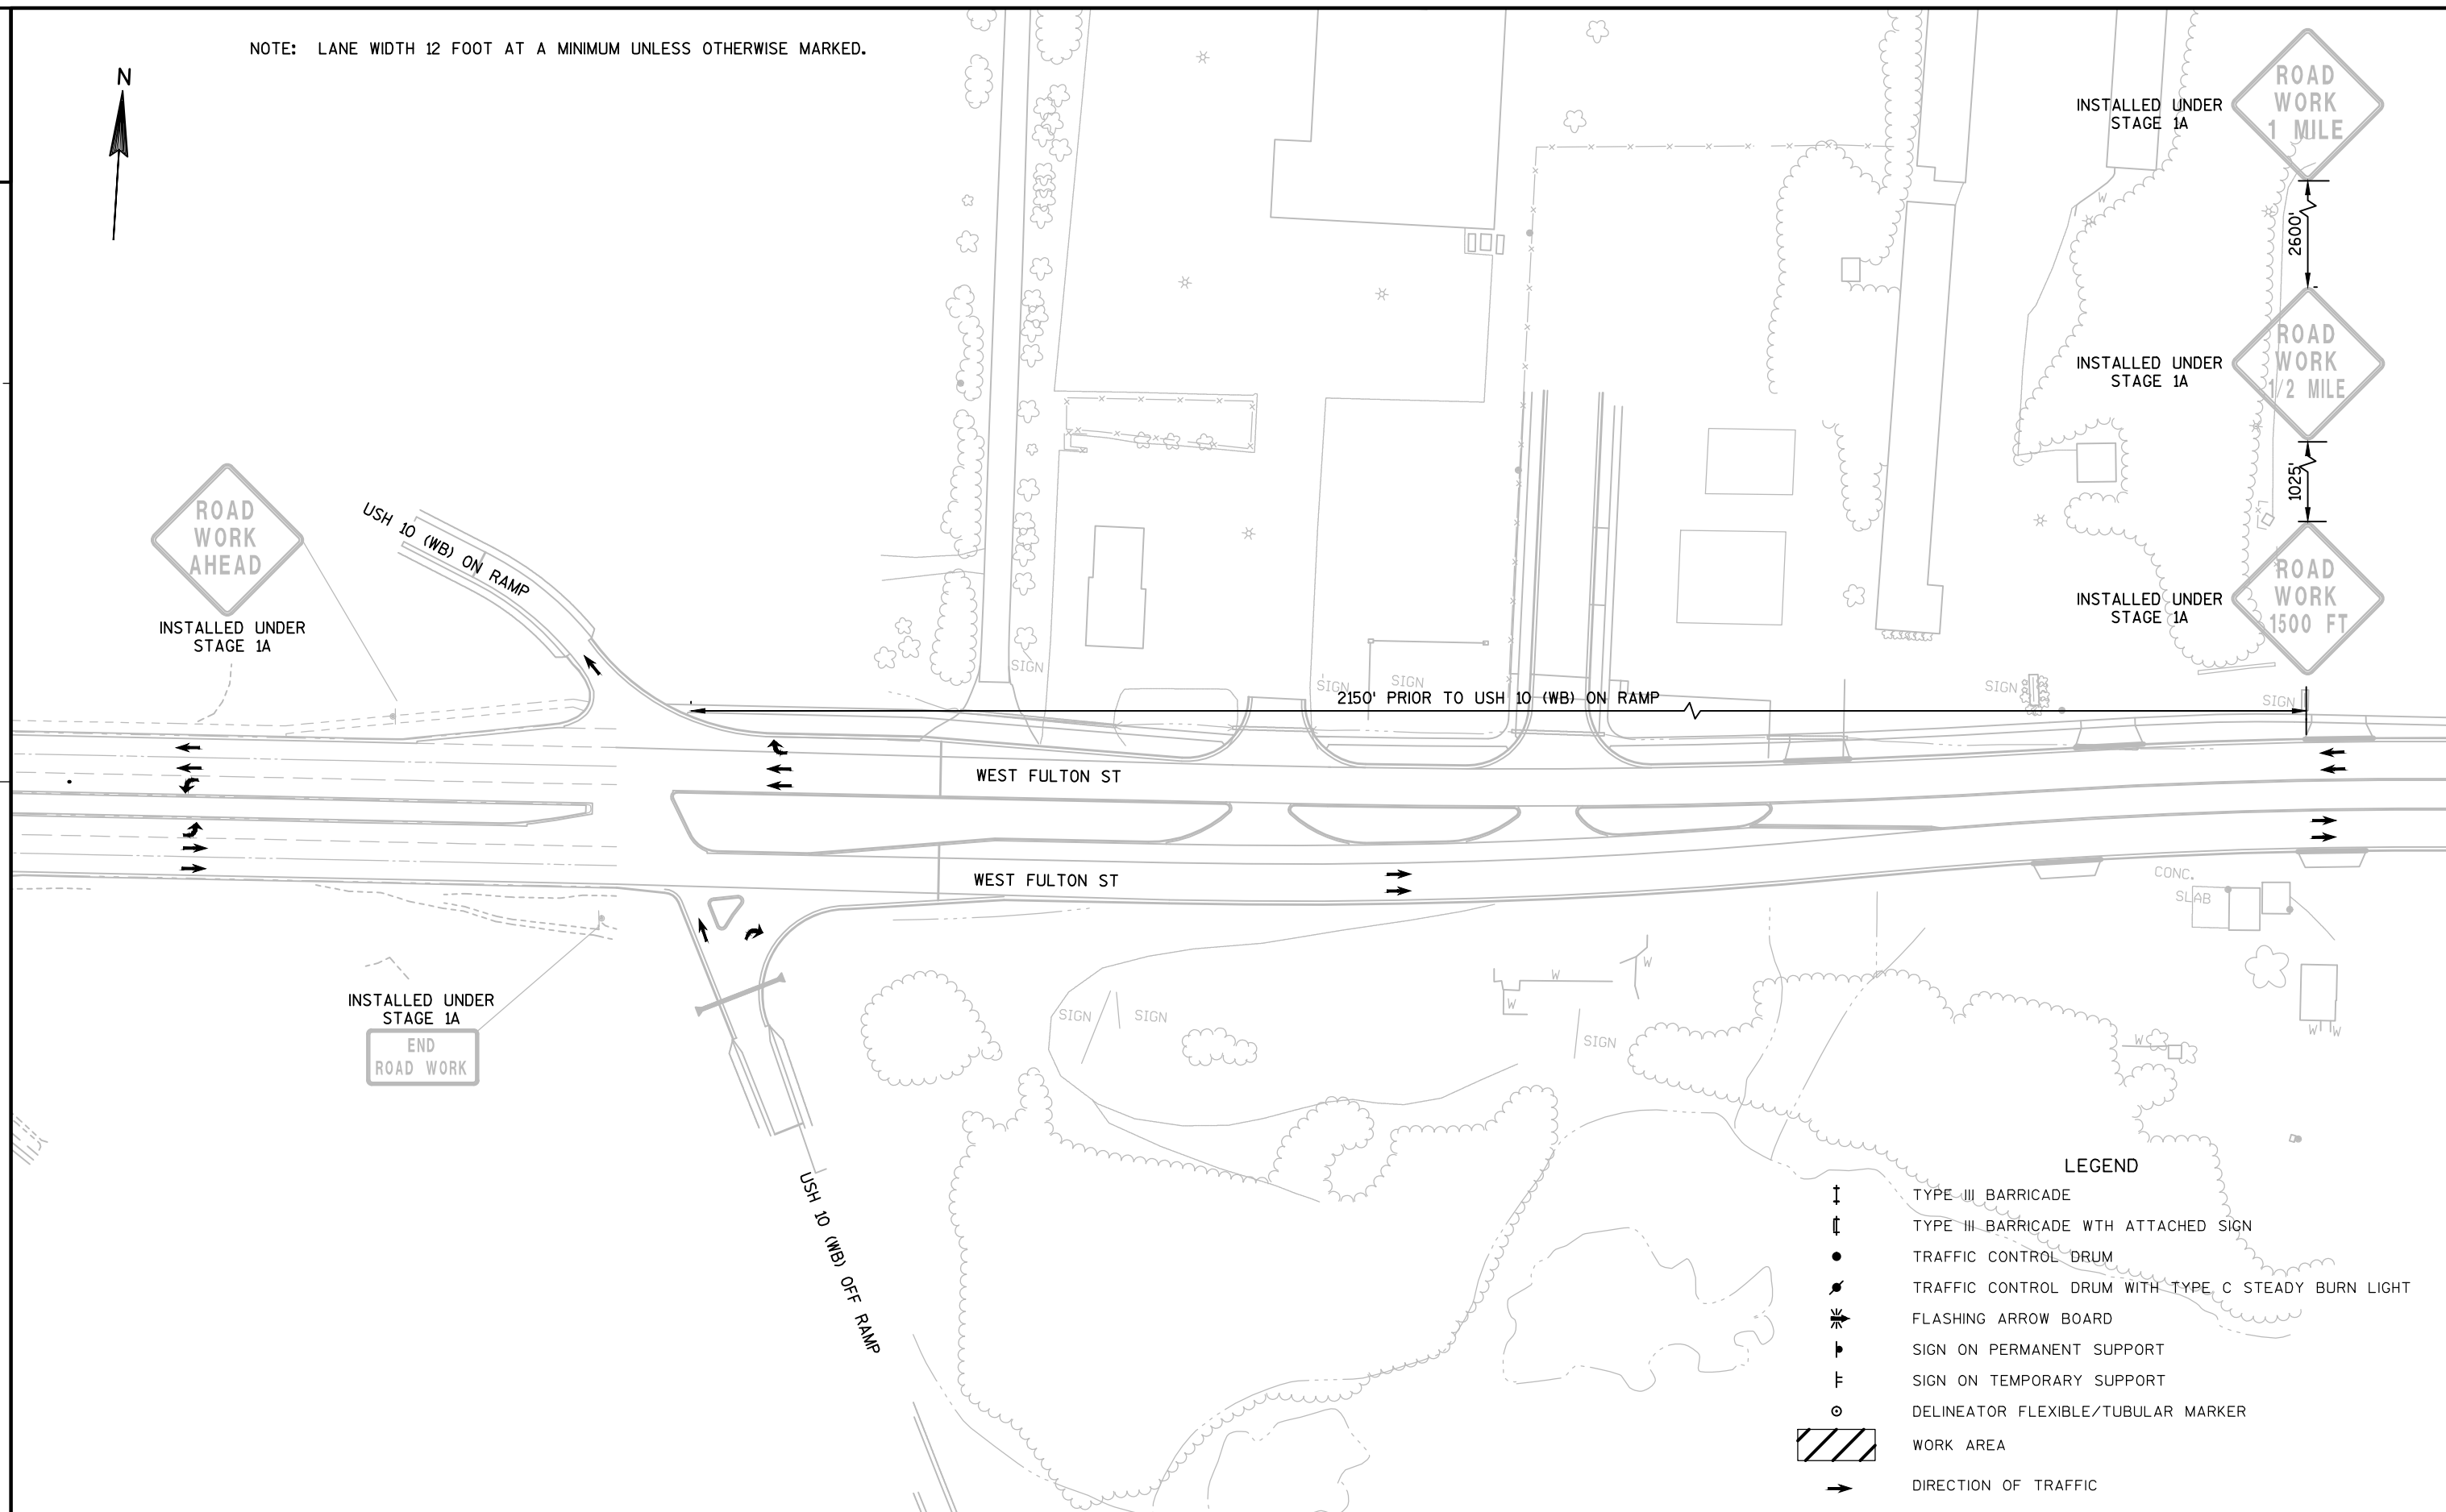 NOTE: LANE WIDTH 12 FOOT AT A MINIMUM UNLESS OTHERWISE MARKED.
N
ROAD
WORK
1 MILE
INSTALLED UNDER
STAGE 1A
2600'
ROAD
WORK
1/2 MILE
INSTALLED UNDER
STAGE 1A
1025'
ROAD
WORK
1500 FT
INSTALLED UNDER
STAGE 1A
W
ROAD
WORK
AHEAD
INSTALLED UNDER
STAGE 1A
USH 10 (WB) ON RAMP
SIGN
SIGN
SIGN
SIGN
SIGN
2150' PRIOR TO USH 10 (WB) ON RAMP
WEST FULTON ST
WEST FULTON ST
CONC.
SLAB
INSTALLED UNDER
STAGE 1A
END
ROAD WORK
SIGN
SIGN
SIGN
W
W
W
W
W
W
USH 10 (WB) OFF RAMP
LEGEND
TYPE III BARRICADE
TYPE III BARRICADE WTH ATTACHED SIGN
TRAFFIC CONTROL DRUM
TRAFFIC CONTROL DRUM WITH TYPE C STEADY BURN LIGHT
FLASHING ARROW BOARD
SIGN ON PERMANENT SUPPORT
SIGN ON TEMPORARY SUPPORT
DELINEATOR FLEXIBLE/TUBULAR MARKER
WORK AREA
DIRECTION OF TRAFFIC